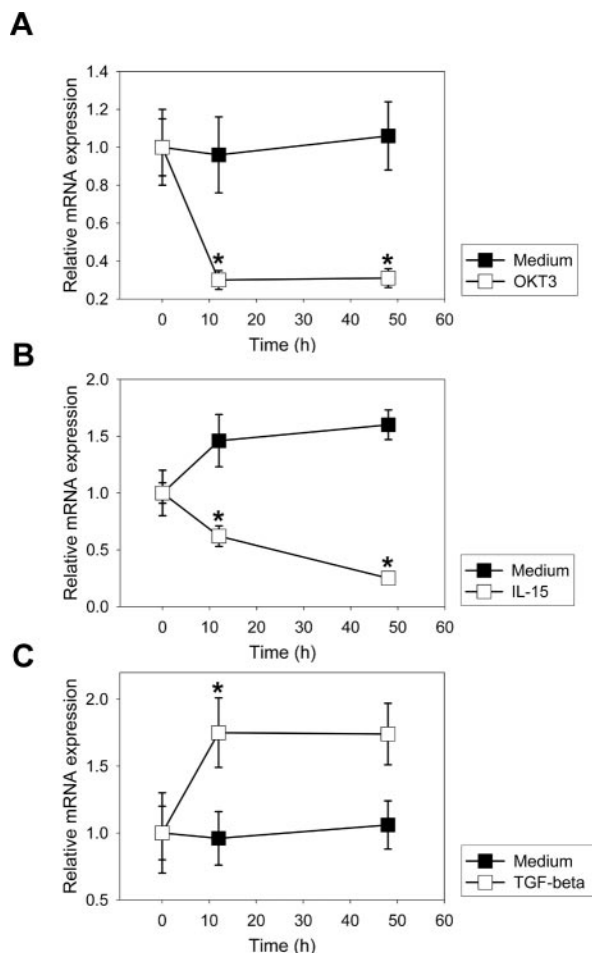 A
Relative mRNA expression
1.4
1.2
1.0
0.8
0.6
0.4
0.2
*
*
0 10 20 30 40 50 60
Time (h)
Medium
OKT3
B
Relative mRNA expression
2.0
1.5
1.0
0.5
0.0
*
*
0 10 20 30 40 50 60
Time (h)
Medium
IL-15
C
Relative mRNA expression
2.0
1.5
1.0
0.5
*
0 10 20 30 40 50 60
Time (h)
Medium
TGF-beta